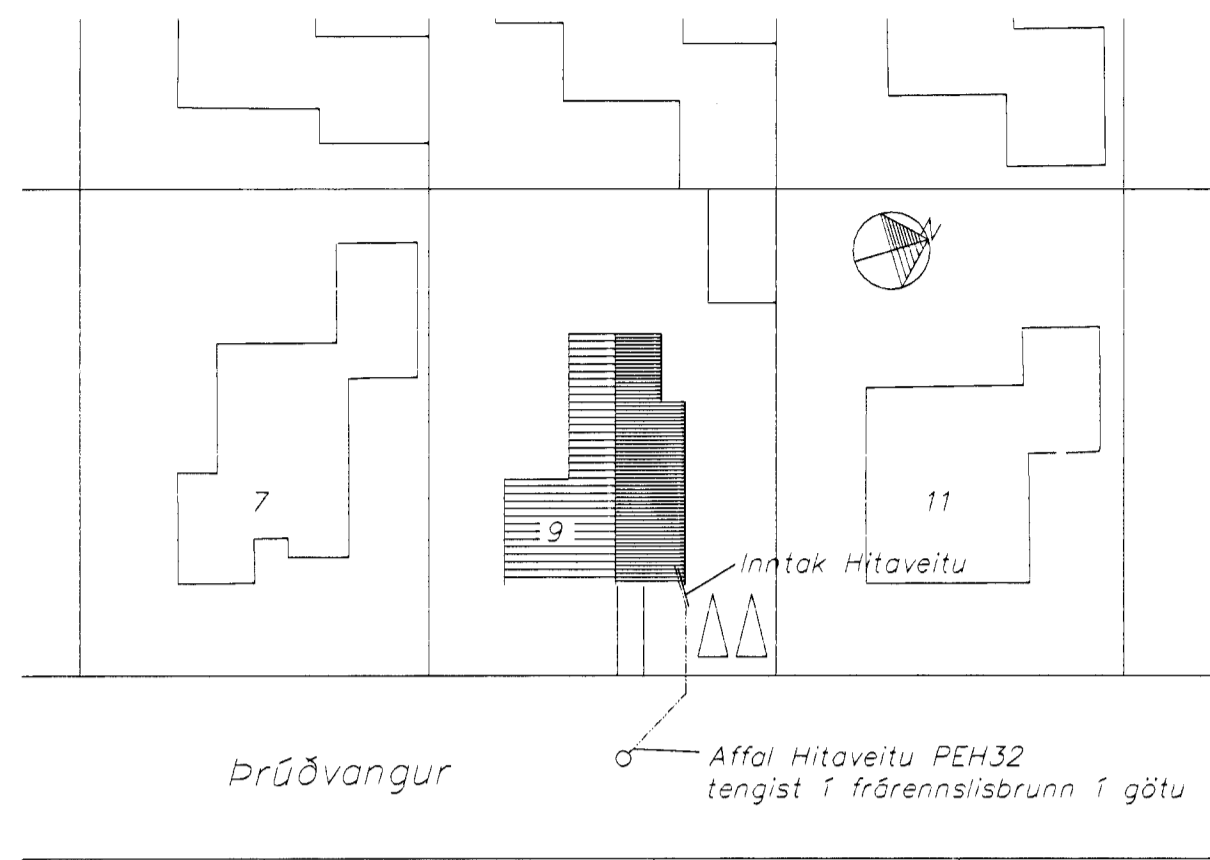 N
7
9
11
Inntak Hitaveitu
Þrúðvangur
Affal Hitaveitu PEH32
tengist í frárennslisbrunn í götu